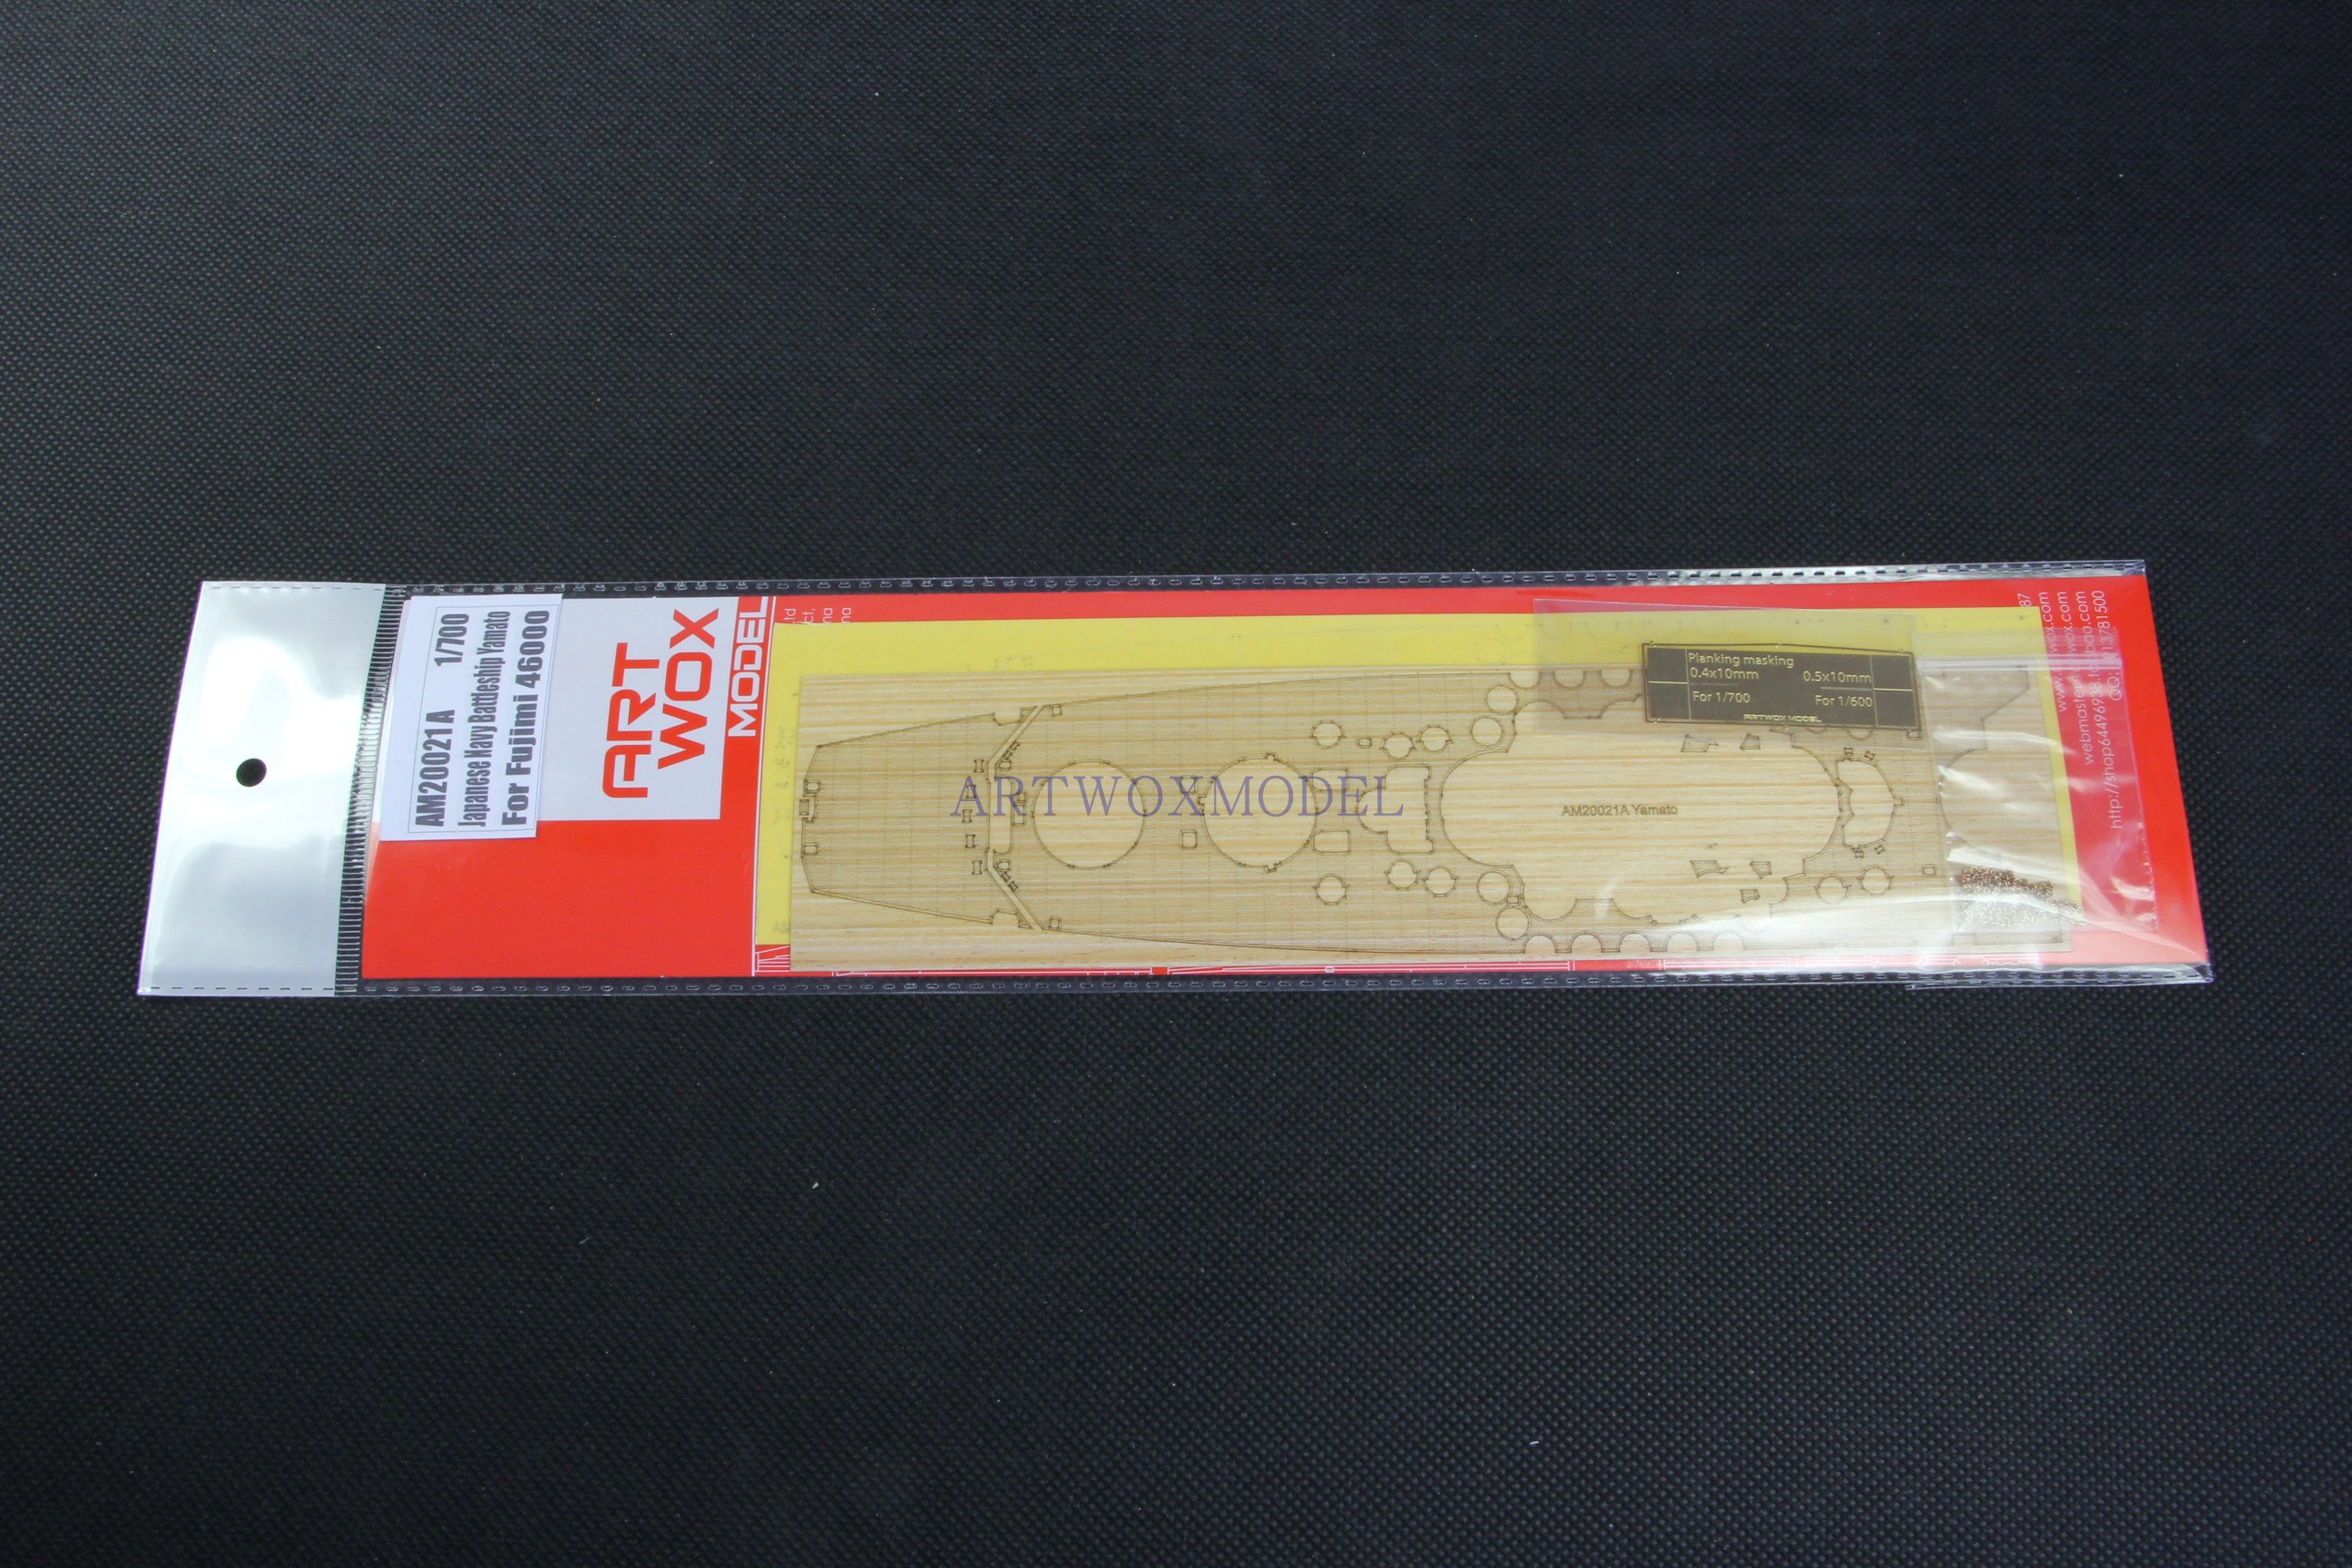 AM20021A 1/700
Japanese Navy Battleship Yamato
For Fujimi 46000
ART
WOX
MODEL
Planking masking
0.4x10mm 0.5x10mm
For 1/700 For 1/600
ARTWOX MODEL
ARTWOXMODEL
AM20021A Yamato